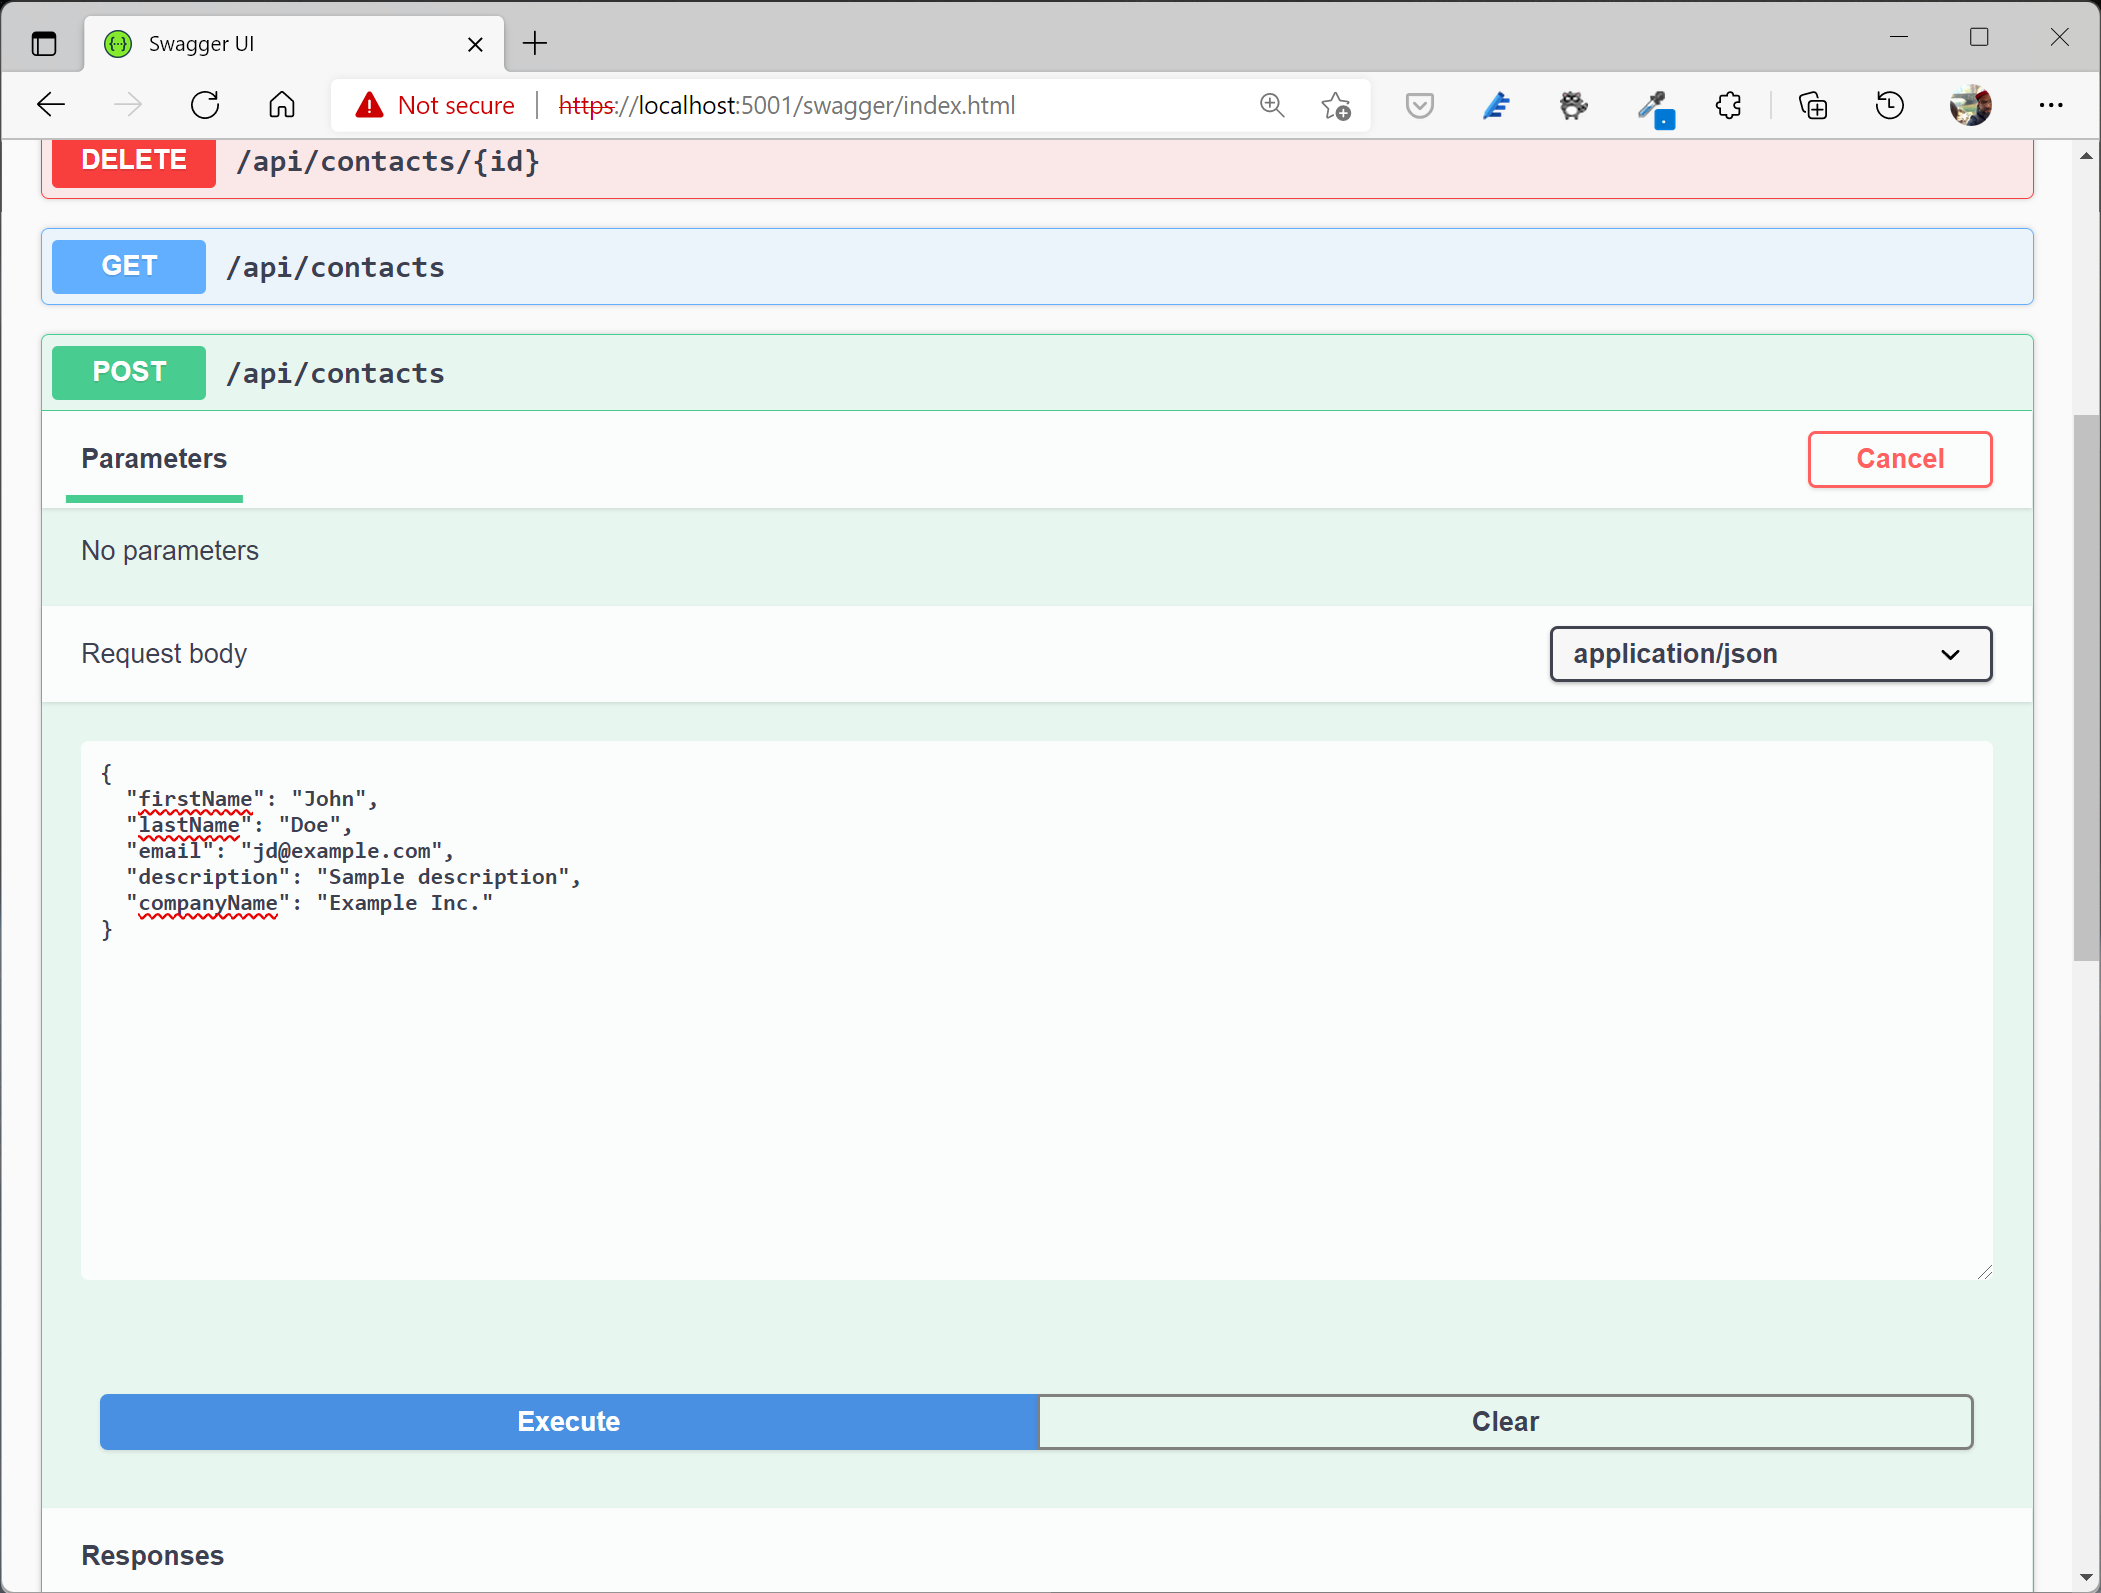 Swagger UI
Not secure
https://localhost:5001/swagger/index.html
DELETE /api/contacts/{id}
GET /api/contacts
POST /api/contacts
Parameters
Cancel
No parameters
Request body
application/json
{
  "firstName": "John",
  "lastName": "Doe",
  "email": "jd@example.com",
  "description": "Sample description",
  "companyName": "Example Inc."
}
Execute
Clear
Responses